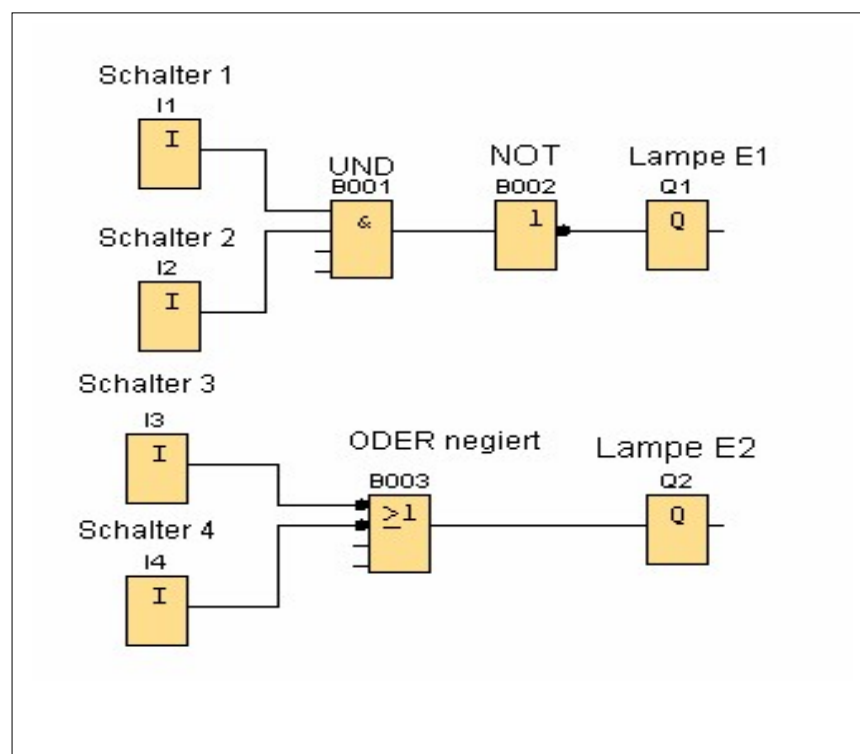 Schalter 1
I1
I
UND
B001
&
NOT
B002
1
Lampe E1
Q1
Q
Schalter 2
I2
I
Schalter 3
I3
I
ODER negiert
B003
≥1
Lampe E2
Q2
Q
Schalter 4
I4
I